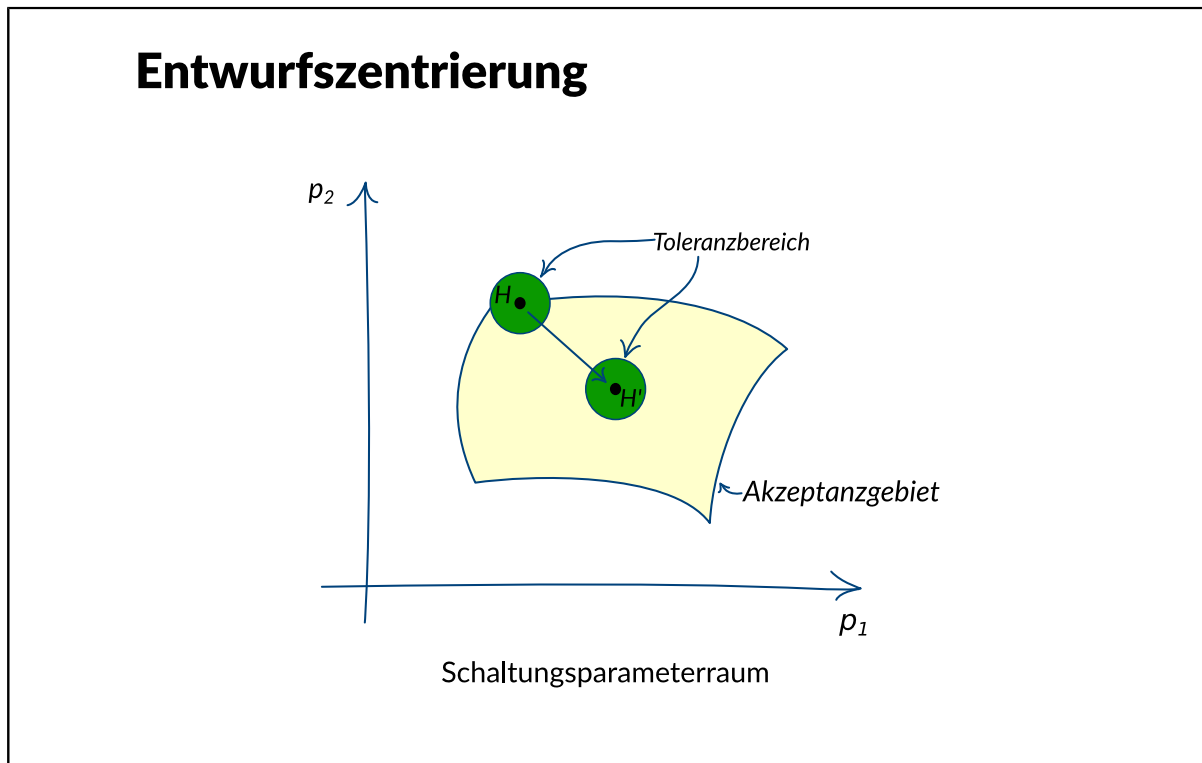 Entwurfszentrierung
p2
Toleranzbereich
H
H'
Akzeptanzgebiet
p1
Schaltungsparameterraum